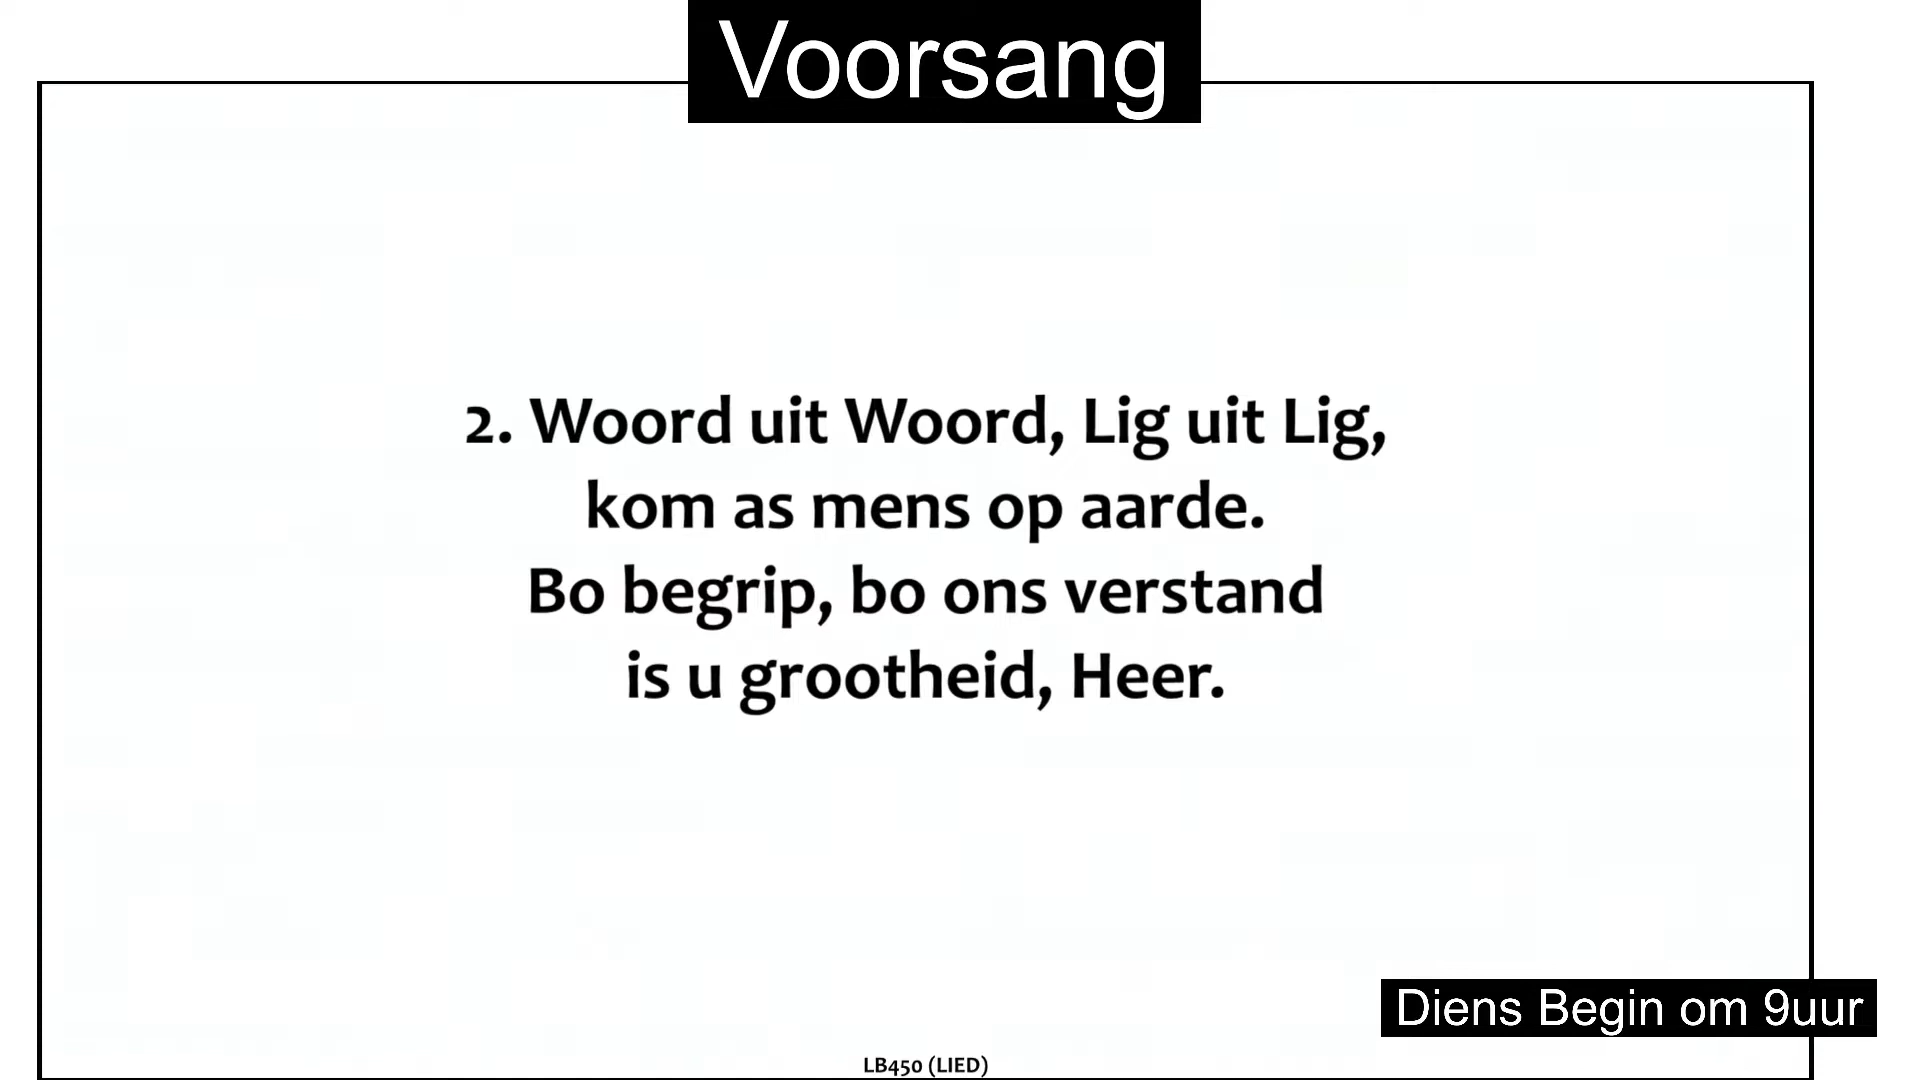 Voorsang
2. Woord uit Woord, Lig uit Lig,
kom as mens op aarde.
Bo begrip, bo ons verstand
is u grootheid, Heer.
Diens Begin om 9uur
LB450 (LIED)